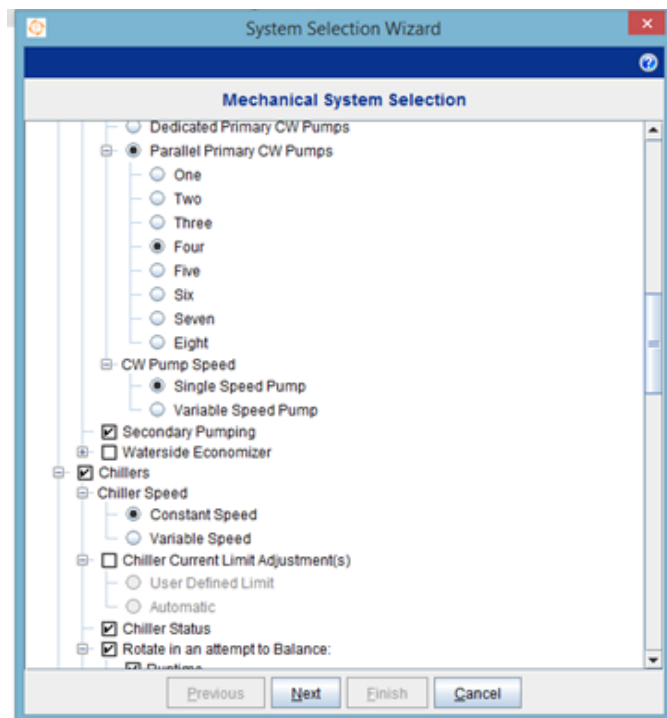 System Selection Wizard
Mechanical System Selection
Dedicated Primary CW Pumps
Parallel Primary CW Pumps
One
Two
Three
Four
Five
Six
Seven
Eight
CW Pump Speed
Single Speed Pump
Variable Speed Pump
Secondary Pumping
Waterside Economizer
Chillers
Chiller Speed
Constant Speed
Variable Speed
Chiller Current Limit Adjustment(s)
User Defined Limit
Automatic
Chiller Status
Rotate in an attempt to Balance:
Runtime
Previous Next Finish Cancel